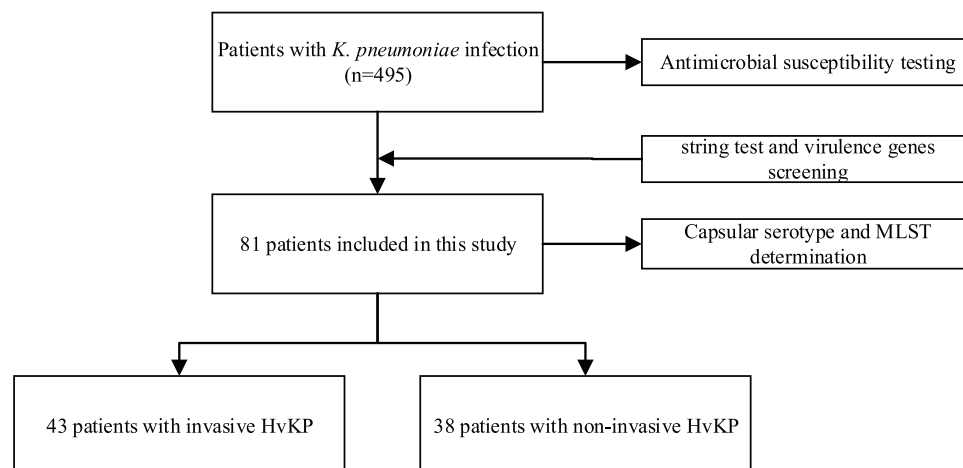 Patients with K. pneumoniae infection
(n=495)
Antimicrobial susceptibility testing
string test and virulence genes
screening
81 patients included in this study
Capsular serotype and MLST
determination
43 patients with invasive HvKP
38 patients with non-invasive HvKP